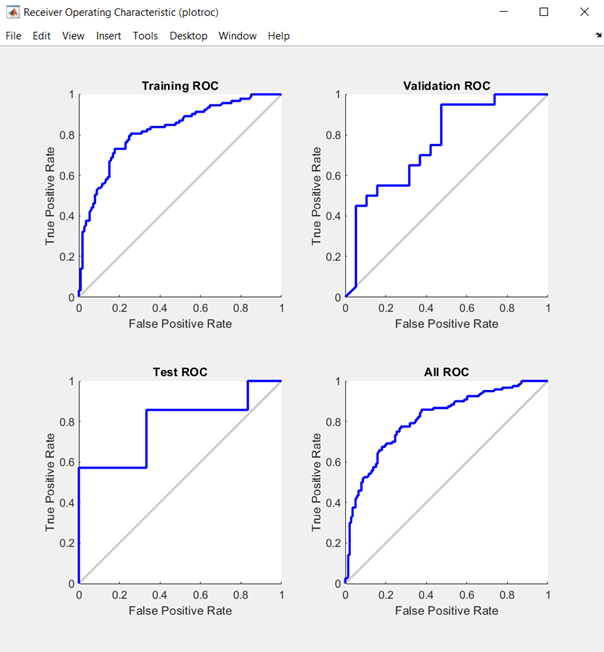 Receiver Operating Characteristic (plotroc)
File Edit View Insert Tools Desktop Window Help
Training ROC
1
0.8
0.6
0.4
0.2
0
True Positive Rate
0 0.2 0.4 0.6 0.8 1
False Positive Rate
Validation ROC
1
0.8
0.6
0.4
0.2
0
True Positive Rate
0 0.2 0.4 0.6 0.8 1
False Positive Rate
Test ROC
1
0.8
0.6
0.4
0.2
0
True Positive Rate
0 0.2 0.4 0.6 0.8 1
False Positive Rate
All ROC
1
0.8
0.6
0.4
0.2
0
True Positive Rate
0 0.2 0.4 0.6 0.8 1
False Positive Rate